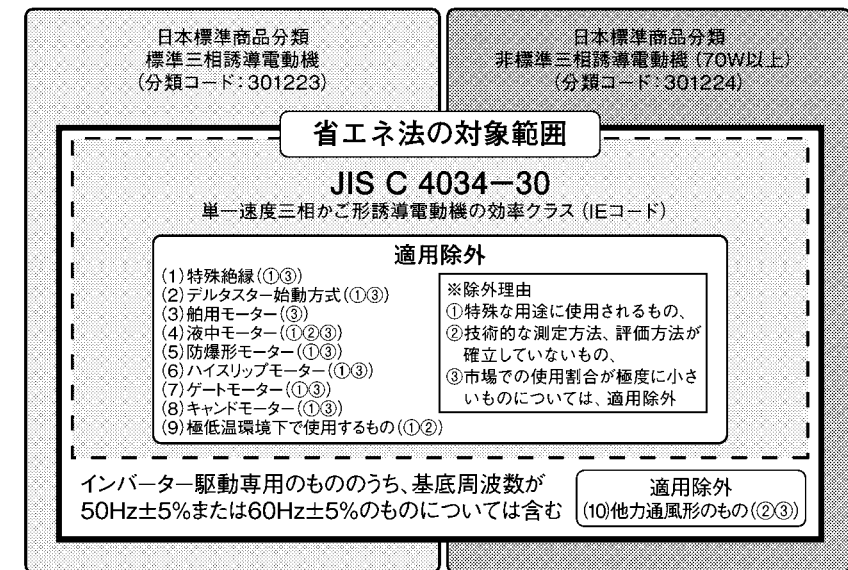 日本標準商品分類
標準三相誘導電動機
(分類コード:301223)
日本標準商品分類
非標準三相誘導電動機(70W以上)
(分類コード:301224)
省エネ法の対象範囲
JIS C 4034−30
単一速度三相かご形誘導電動機の効率クラス(IEコード)
適用除外
(1)特殊絶縁(①③)
(2)デルタスター始動方式(①③)
(3)舶用モーター(③)
(4)液中モーター(①②③)
(5)防爆形モーター(①③)
(6)ハイスリップモーター(①③)
(7)ゲートモーター(①③)
(8)キャンドモーター(①③)
(9)極低温環境下で使用するもの(①②)
※除外理由
①特殊な用途に使用されるもの、
②技術的な測定方法、評価方法が
確立していないもの、
③市場での使用割合が極度に小さ
いものについては、適用除外
インバーター駆動専用のもののうち、基底周波数が
50Hz±5%または60Hz±5%のものについては含む
適用除外
(10)他力通風形のもの(②③)